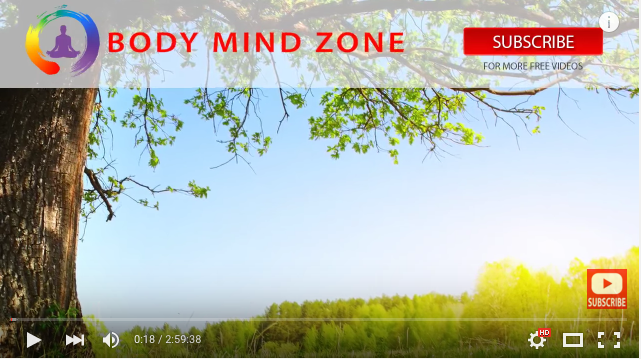 BODY MIND ZONE
SUBSCRIBE
FOR MORE FREE VIDEOS
i
SUBSCRIBE
0:18 / 2:59:38
HD